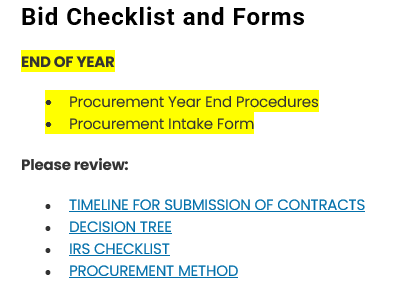 Bid Checklist and Forms
END OF YEAR
• Procurement Year End Procedures
• Procurement Intake Form
Please review:
• TIMELINE FOR SUBMISSION OF CONTRACTS
• DECISION TREE
• IRS CHECKLIST
• PROCUREMENT METHOD